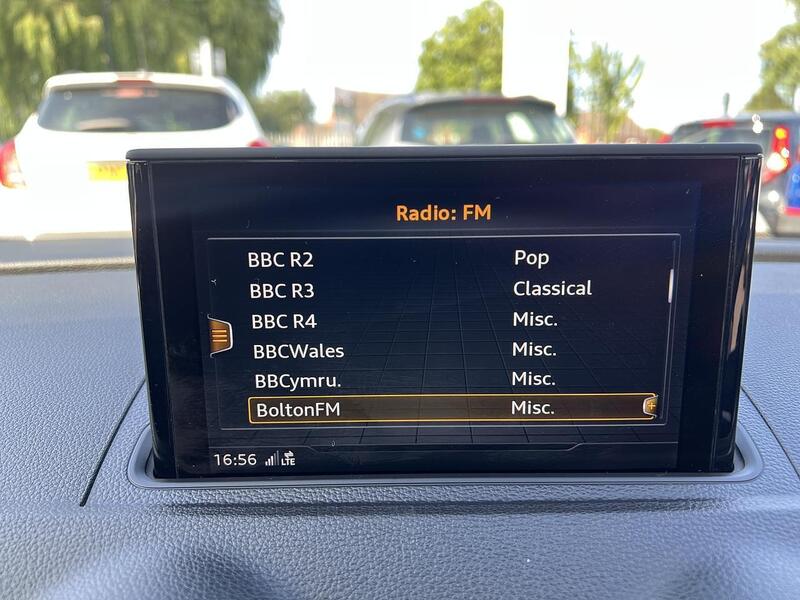 Radio: FM
BBC R2 Pop
BBC R3 Classical
BBC R4 Misc.
BBCWales Misc.
BBCymru. Misc.
BoltonFM Misc.
16:56 LTE